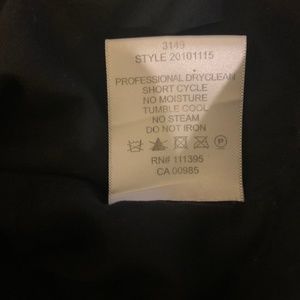 3149
STYLE 20101115
PROFESSIONAL DRYCLEAN
SHORT CYCLE
NO MOISTURE
TUMBLE COOL
NO STEAM
DO NOT IRON
P
RN# 111395
CA 00985